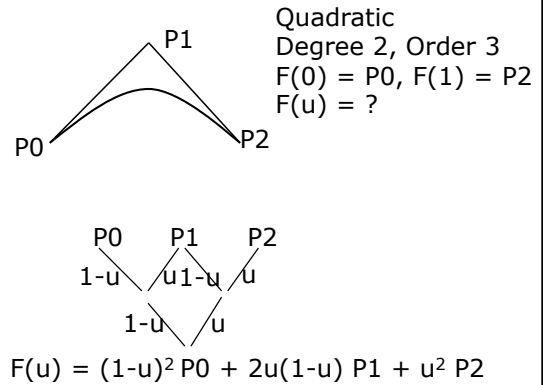 P1
Quadratic
Degree 2, Order 3
F(0) = P0, F(1) = P2
F(u) = ?
P0
P2
P0 P1 P2
1-u u 1-u u
1-u u
F(u) = (1-u)² P0 + 2u(1-u) P1 + u² P2